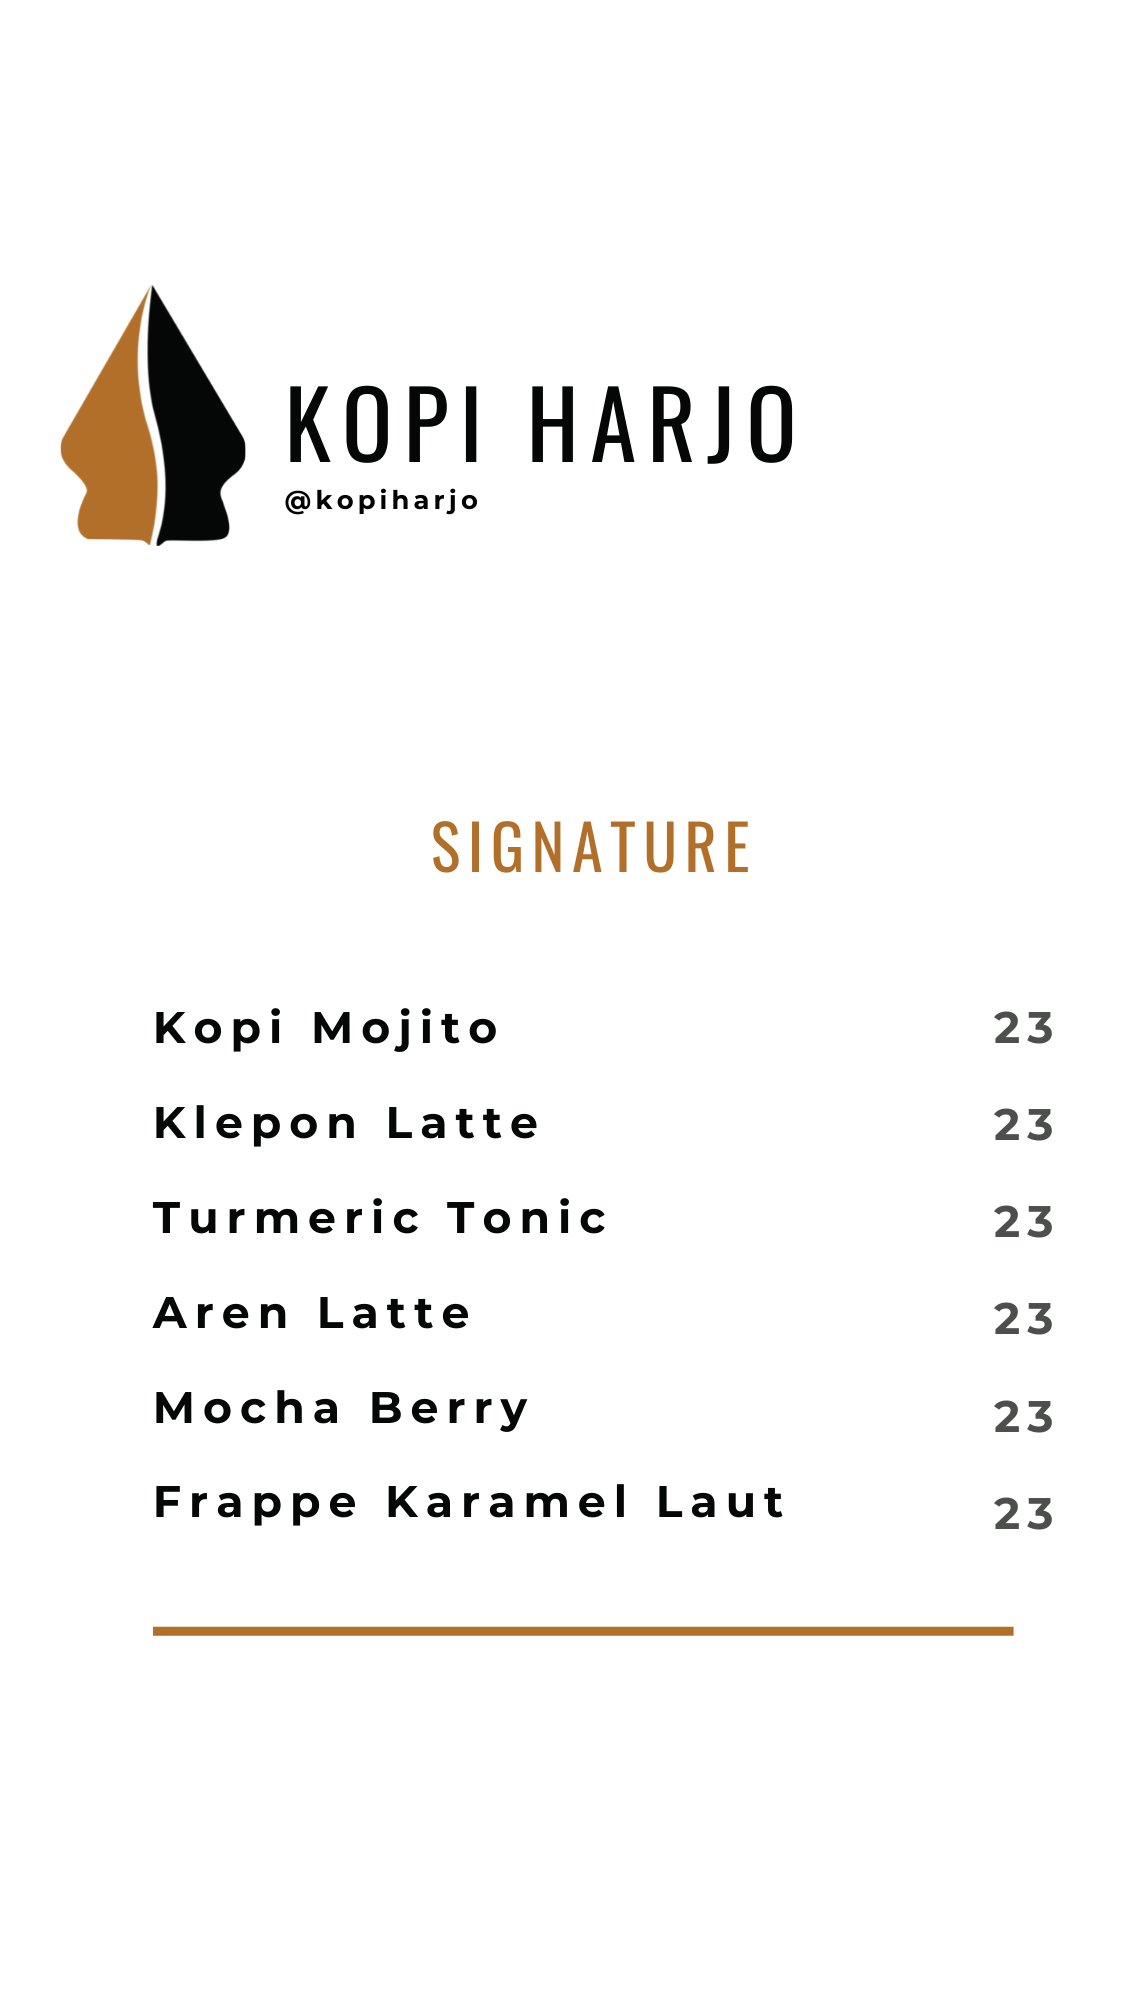 KOPI HARJO
@kopiharjo
SIGNATURE
Kopi Mojito 23
Klepon Latte 23
Turmeric Tonic 23
Aren Latte 23
Mocha Berry 23
Frappe Karamel Laut 23